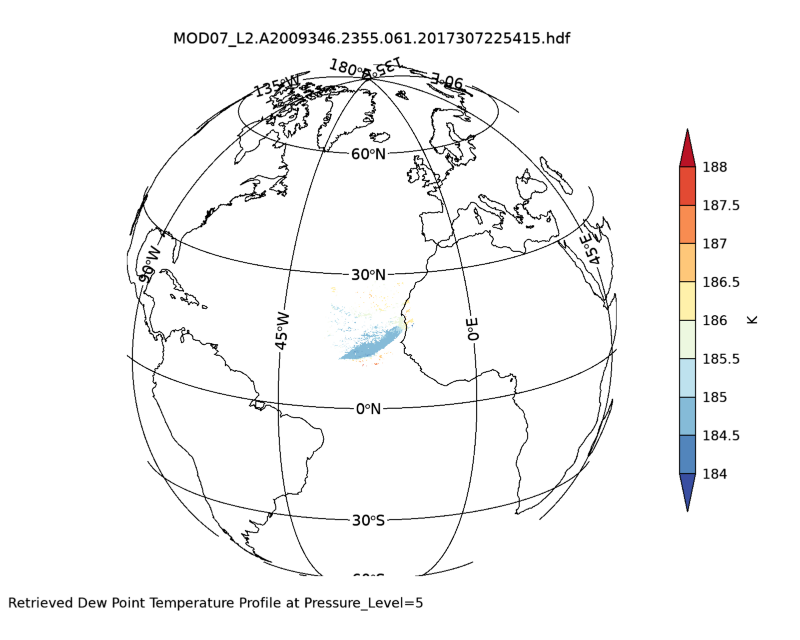 MOD07_L2.A2009346.2355.061.2017307225415.hdf
180°
135°W
90°E
60°N
30°N
90°W
45°W
0°E
45°E
0°N
30°S
60°S
188
187.5
187
186.5
186
185.5
185
184.5
184
K
Retrieved Dew Point Temperature Profile at Pressure_Level=5